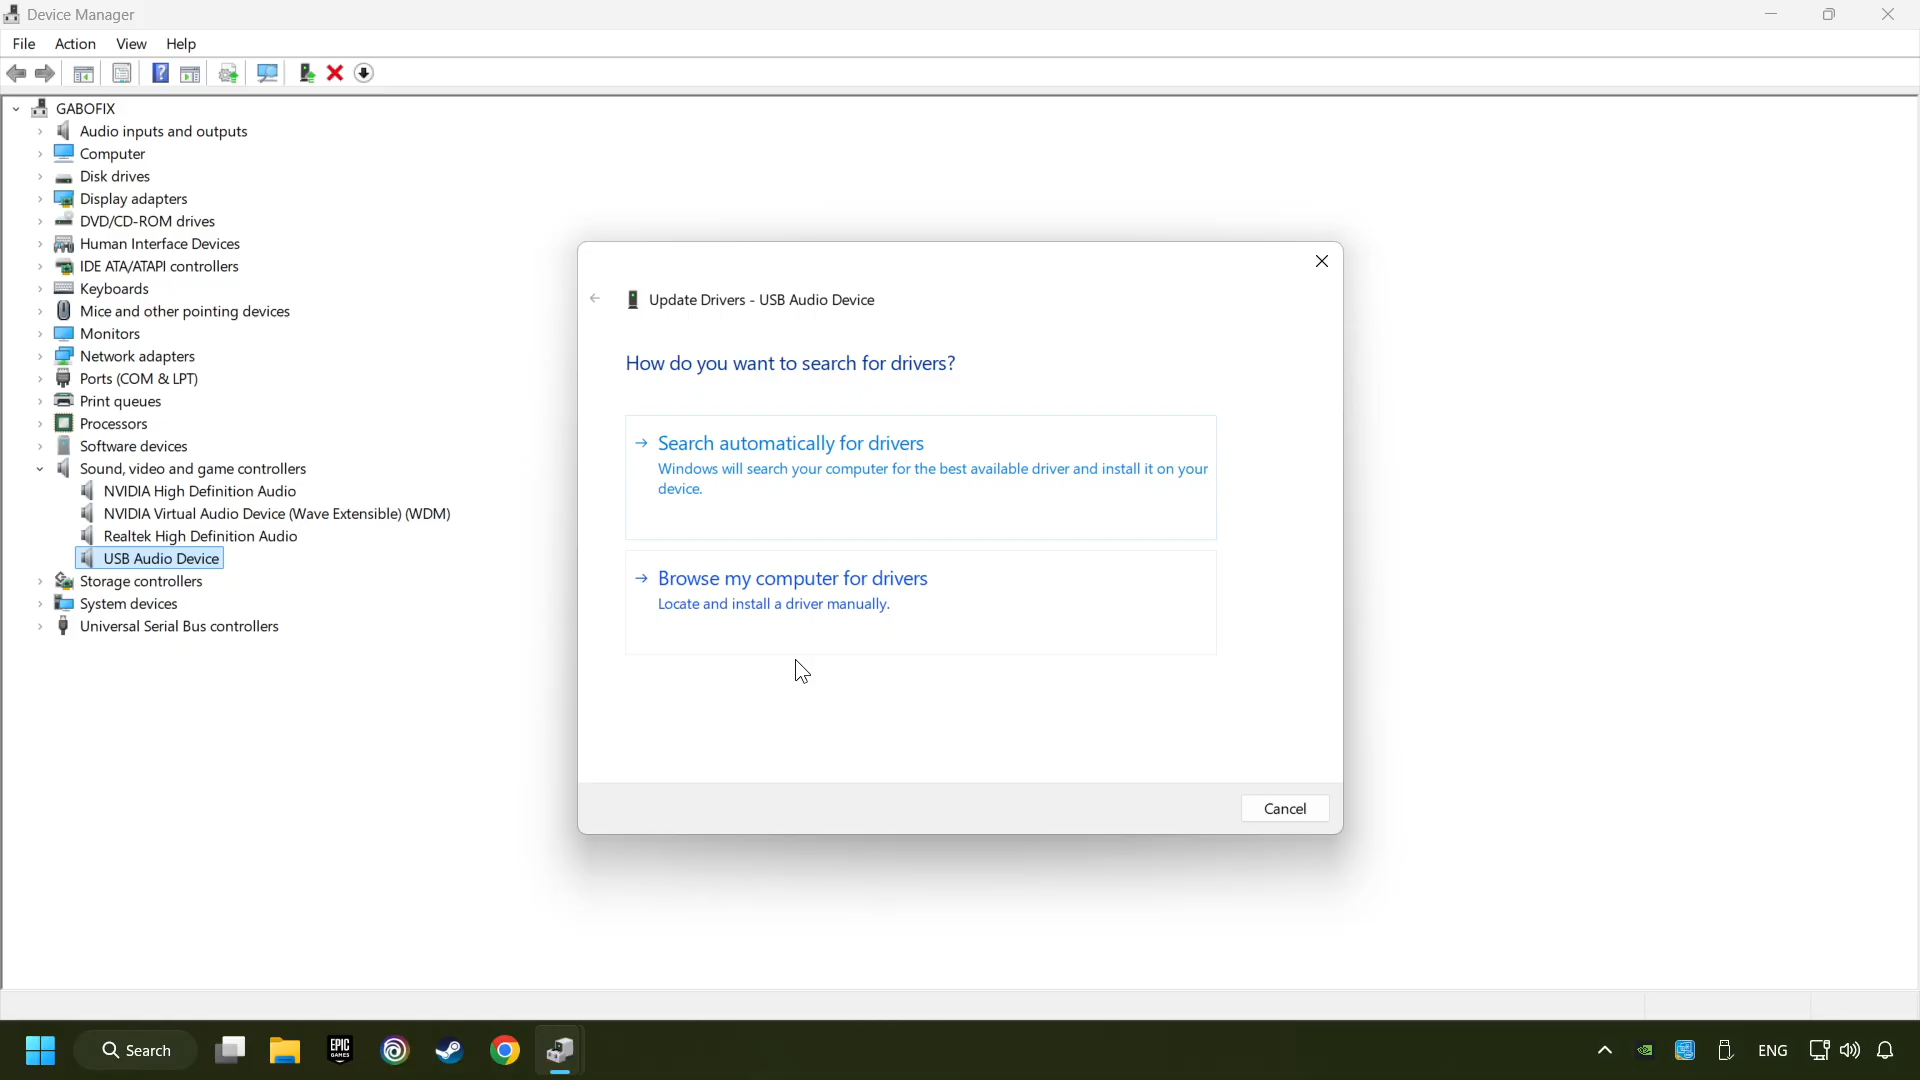 Device Manager
File Action View Help
GABOFIX
Audio inputs and outputs
Computer
Disk drives
Display adapters
DVD/CD-ROM drives
Human Interface Devices
IDE ATA/ATAPI controllers
Keyboards
Mice and other pointing devices
Monitors
Network adapters
Ports (COM & LPT)
Print queues
Processors
Software devices
Sound, video and game controllers
NVIDIA High Definition Audio
NVIDIA Virtual Audio Device (Wave Extensible) (WDM)
Realtek High Definition Audio
USB Audio Device
Storage controllers
System devices
Universal Serial Bus controllers
Update Drivers - USB Audio Device
How do you want to search for drivers?
Search automatically for drivers
Windows will search your computer for the best available driver and install it on your
device.
Browse my computer for drivers
Locate and install a driver manually.
Cancel
Search
EPIC
GAMES
ENG